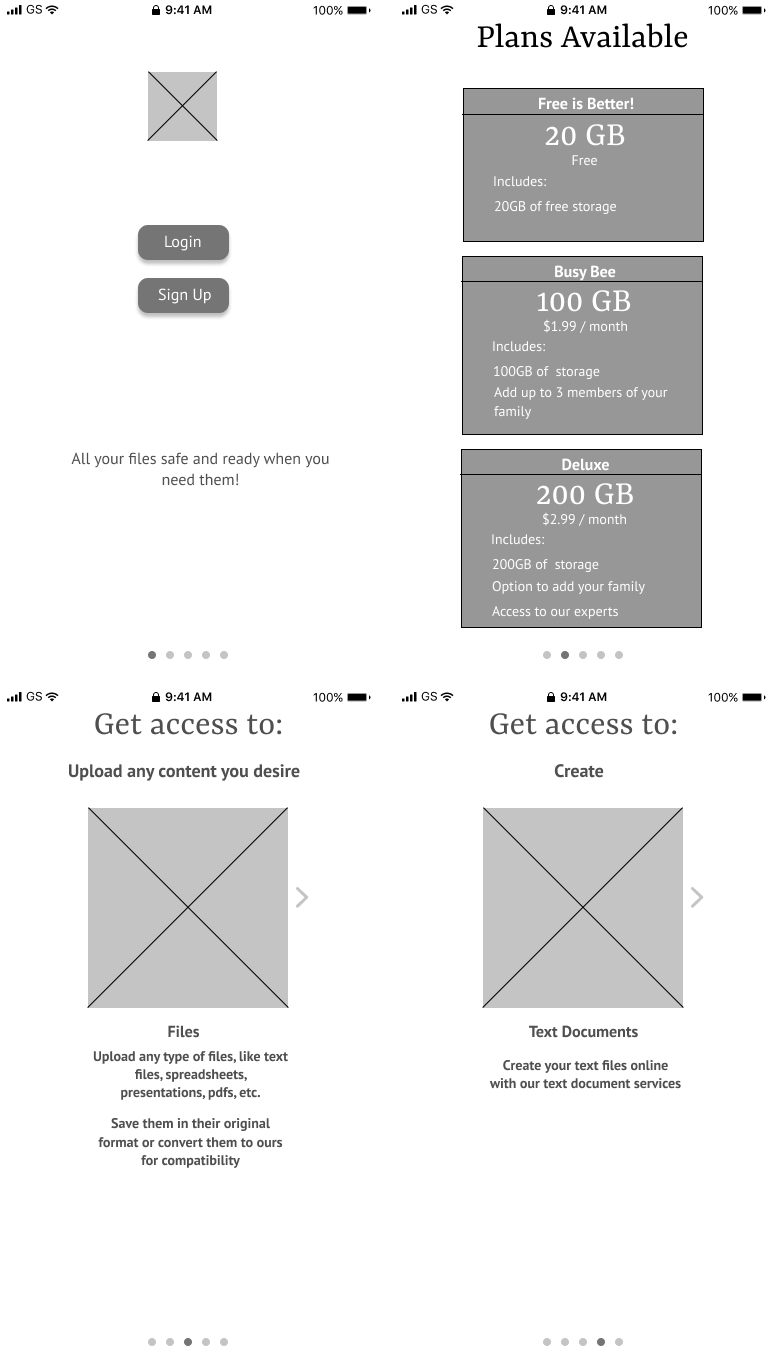 GS 9:41 AM 100%
Login
Sign Up
All your files safe and ready when you
need them!
GS 9:41 AM 100%
Plans Available
Free is Better!
20 GB
Free
Includes:
20GB of free storage
Busy Bee
100 GB
$1.99 / month
Includes:
100GB of  storage
Add up to 3 members of your
family
Deluxe
200 GB
$2.99 / month
Includes:
200GB of  storage
Option to add your family
Access to our experts
GS 9:41 AM 100%
Get access to:
Upload any content you desire
Files
Upload any type of files, like text
files, spreadsheets,
presentations, pdfs, etc.
Save them in their original
format or convert them to ours
for compatibility
GS 9:41 AM 100%
Get access to:
Create
Text Documents
Create your text files online
with our text document services